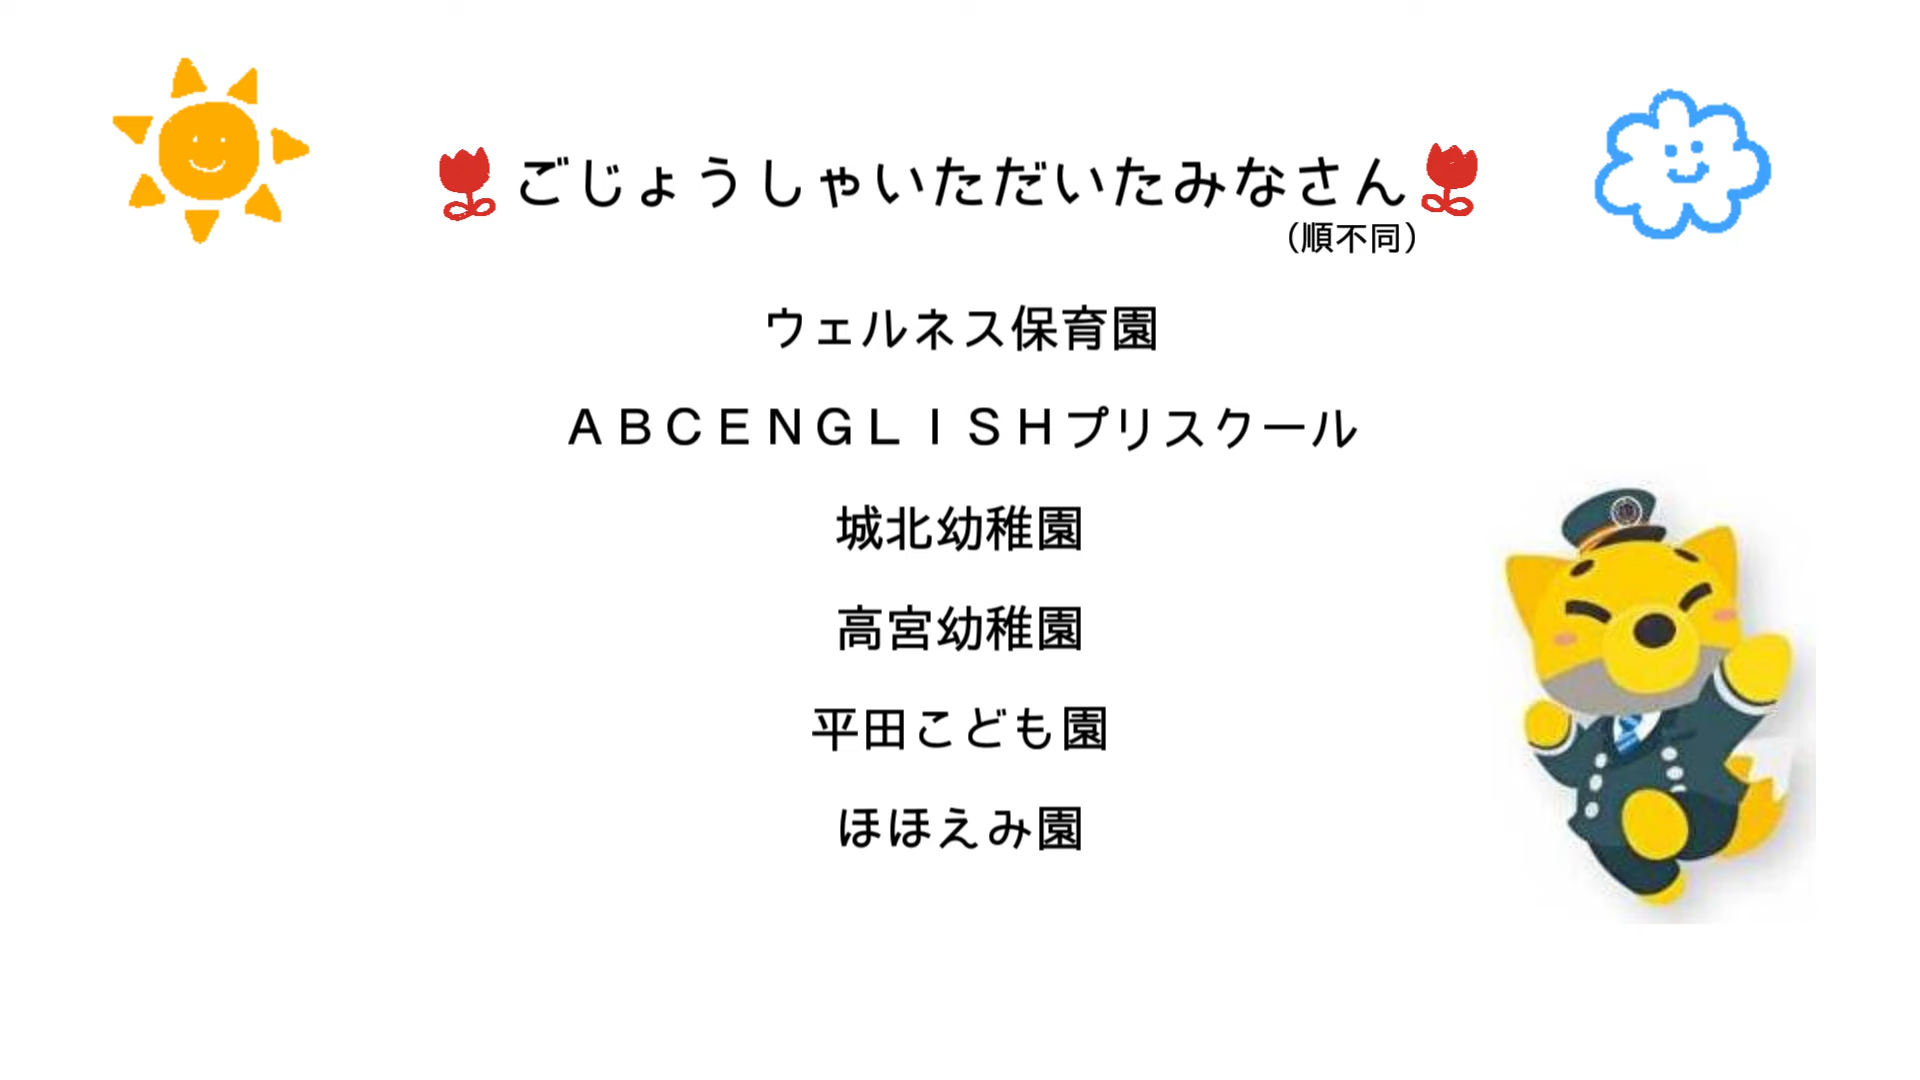 ごじょうしゃいただいたみなさん
（順不同）
ウェルネス保育園
ＡＢＣＥＮＧＬＩＳＨプリスクール
城北幼稚園
高宮幼稚園
平田こども園
ほほえみ園